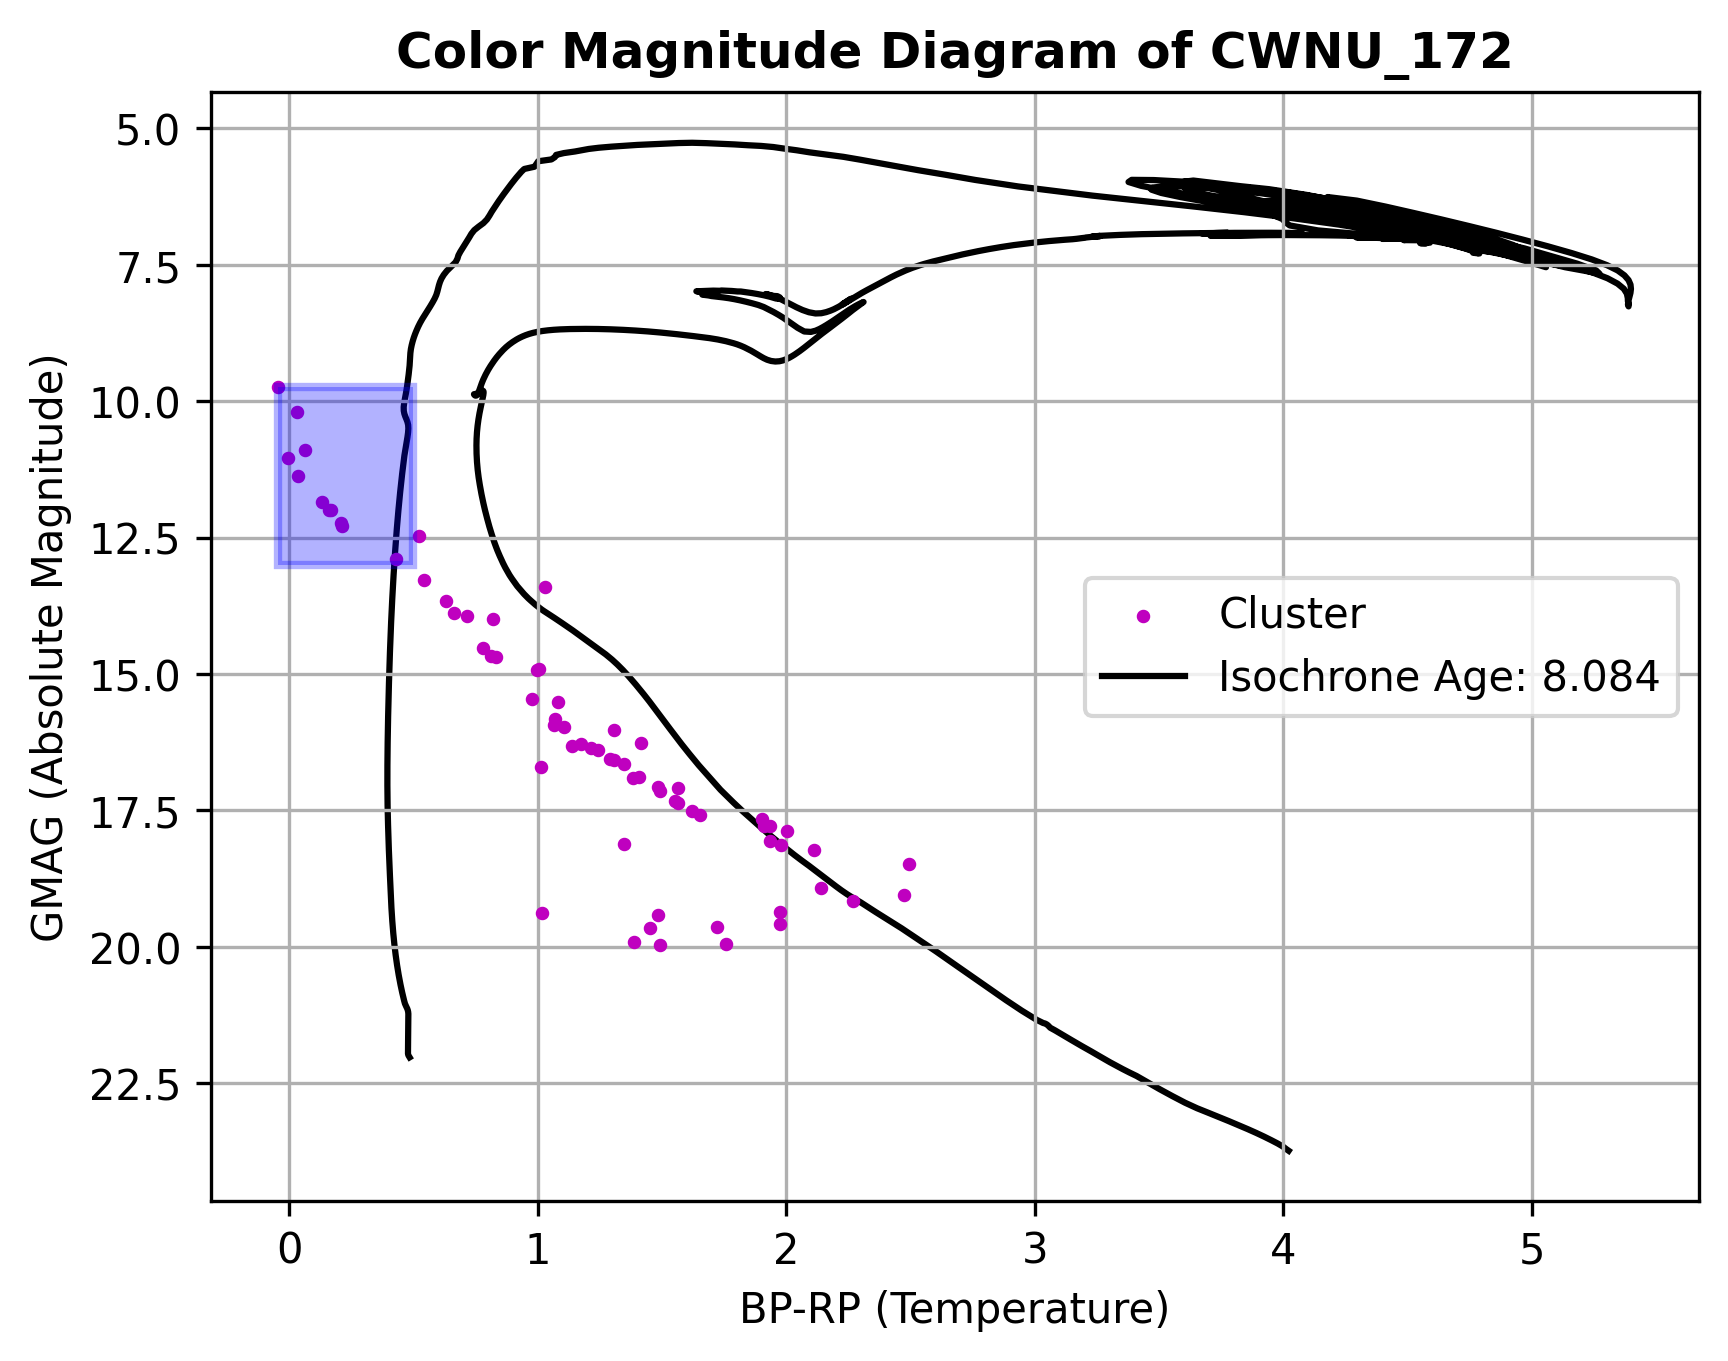 Color Magnitude Diagram of CWNU_172
GMAG (Absolute Magnitude)
5.0
7.5
10.0
12.5
15.0
17.5
20.0
22.5
Cluster
Isochrone Age: 8.084
0 1 2 3 4 5
BP-RP (Temperature)